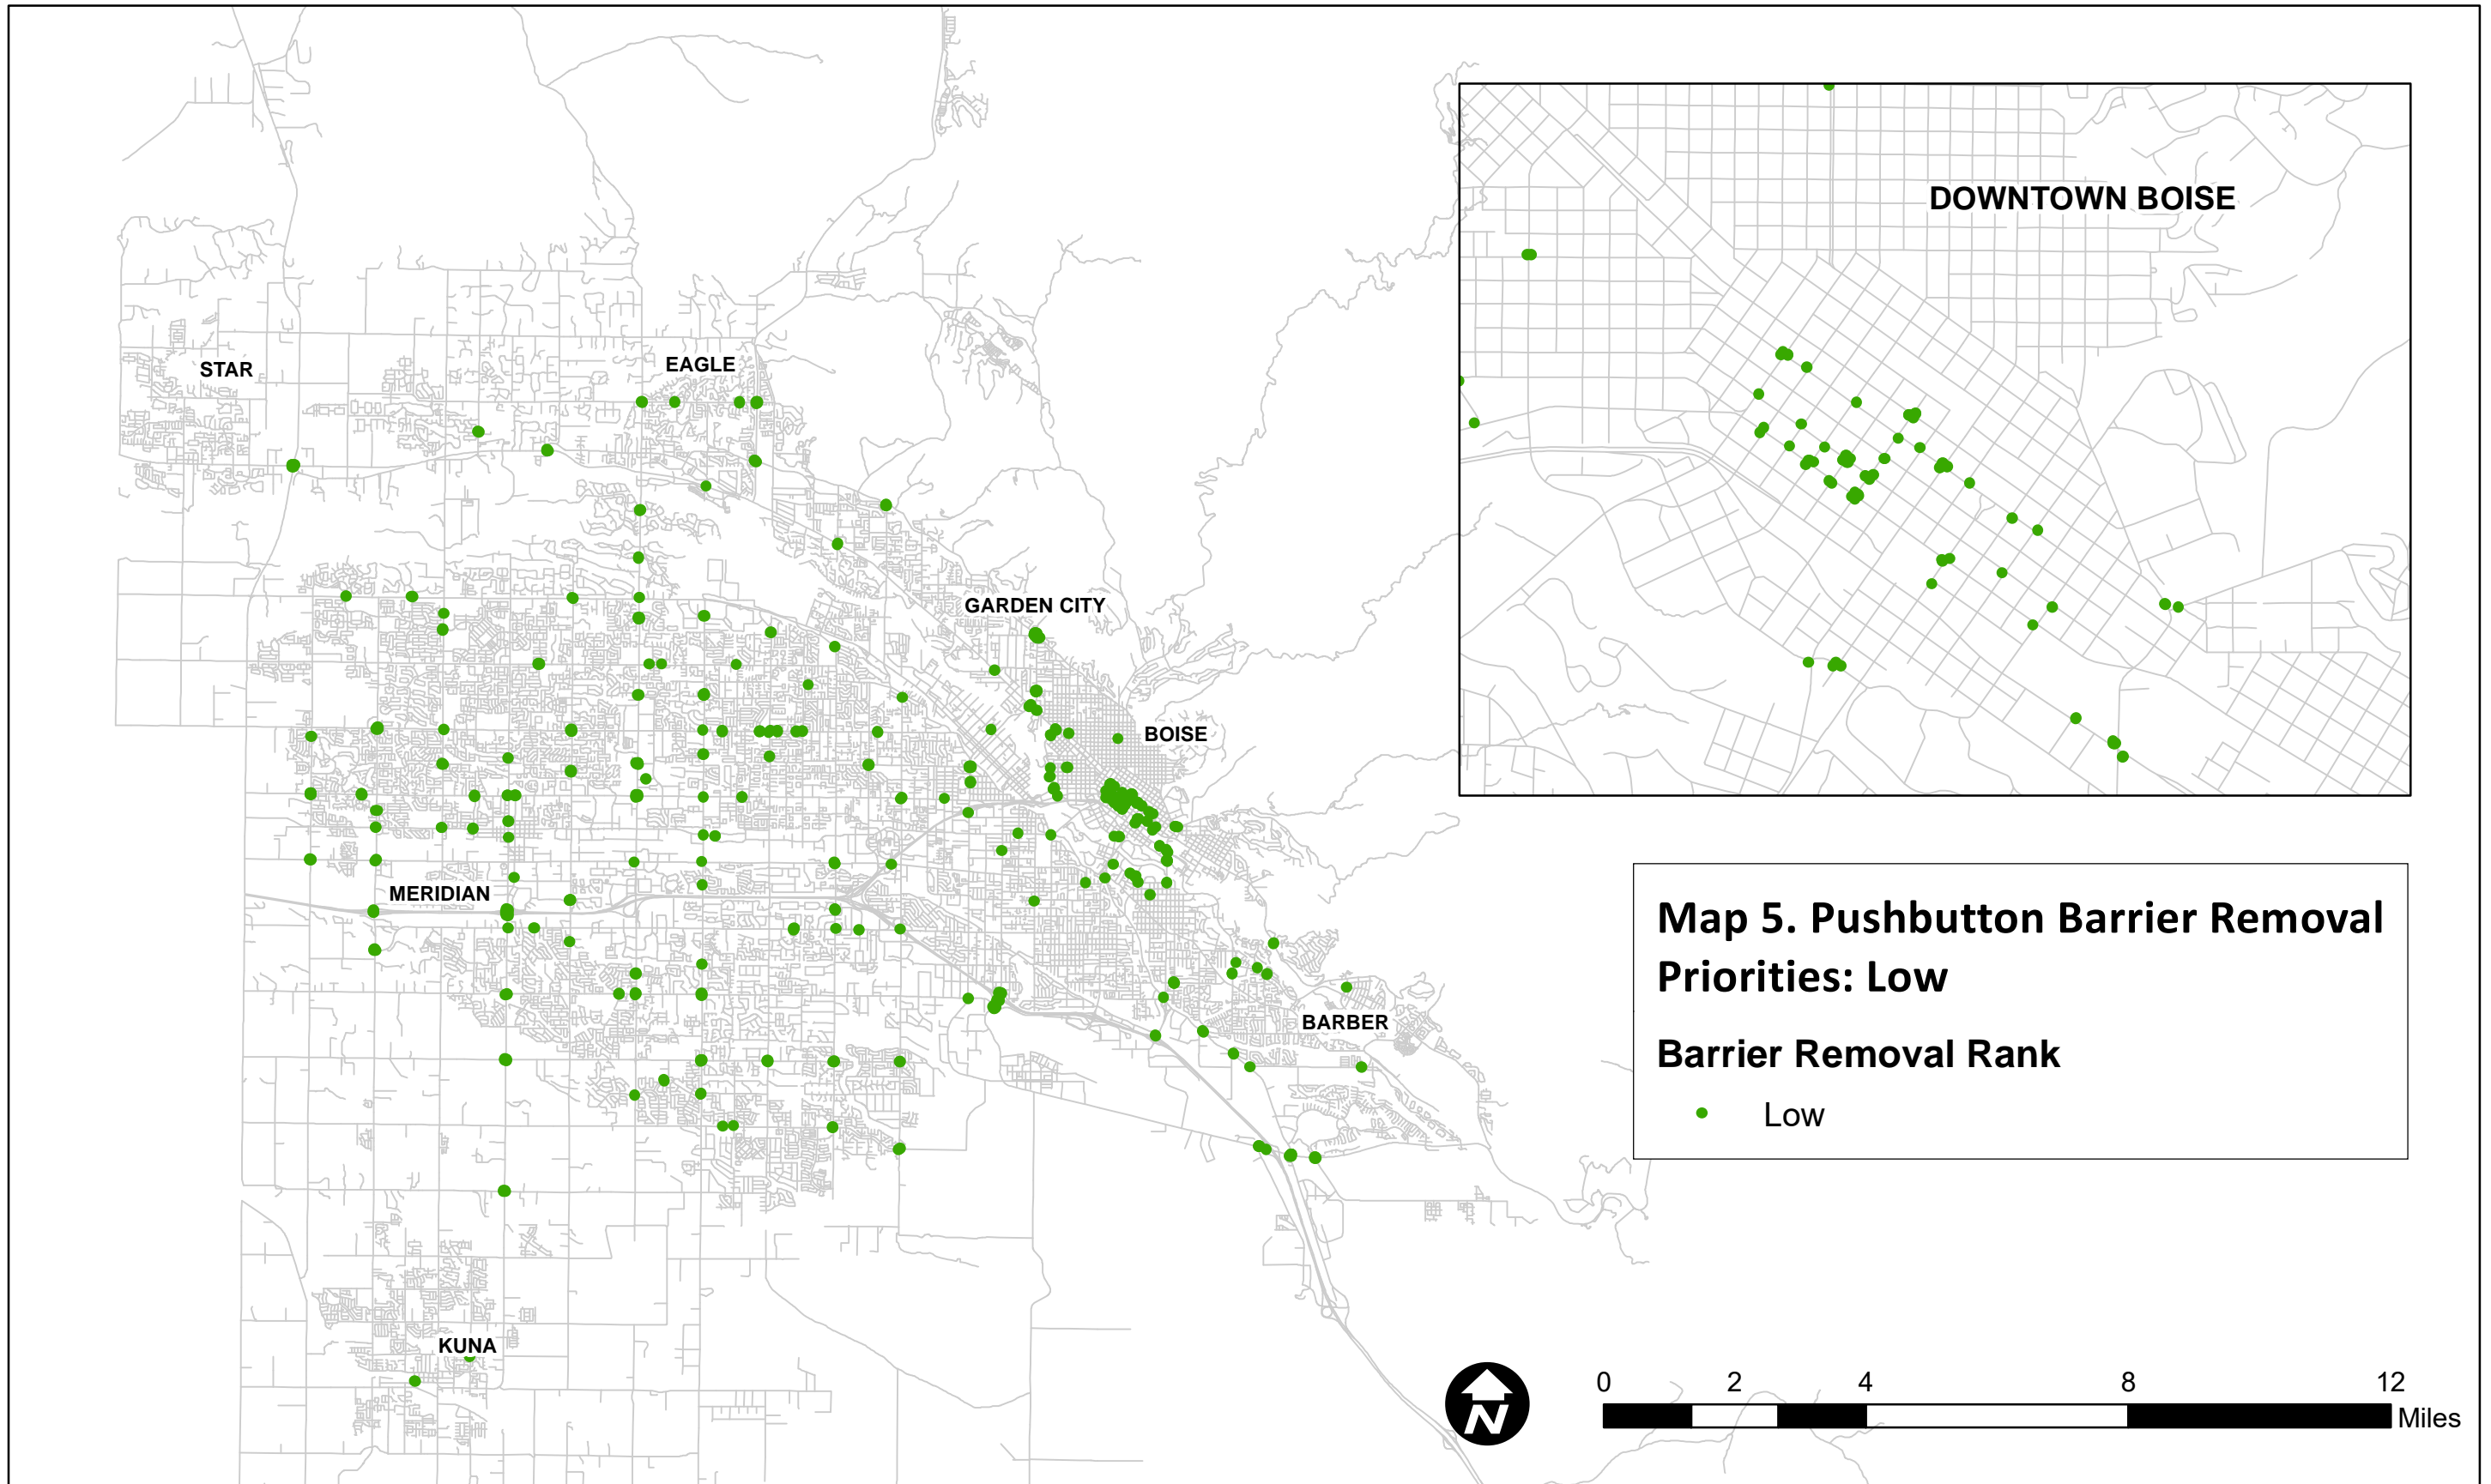 DOWNTOWN BOISE
STAR
EAGLE
GARDEN CITY
BOISE
MERIDIAN
BARBER
KUNA
Map 5. Pushbutton Barrier Removal
Priorities: Low
Barrier Removal Rank
Low
N
0 2 4 8 12
Miles